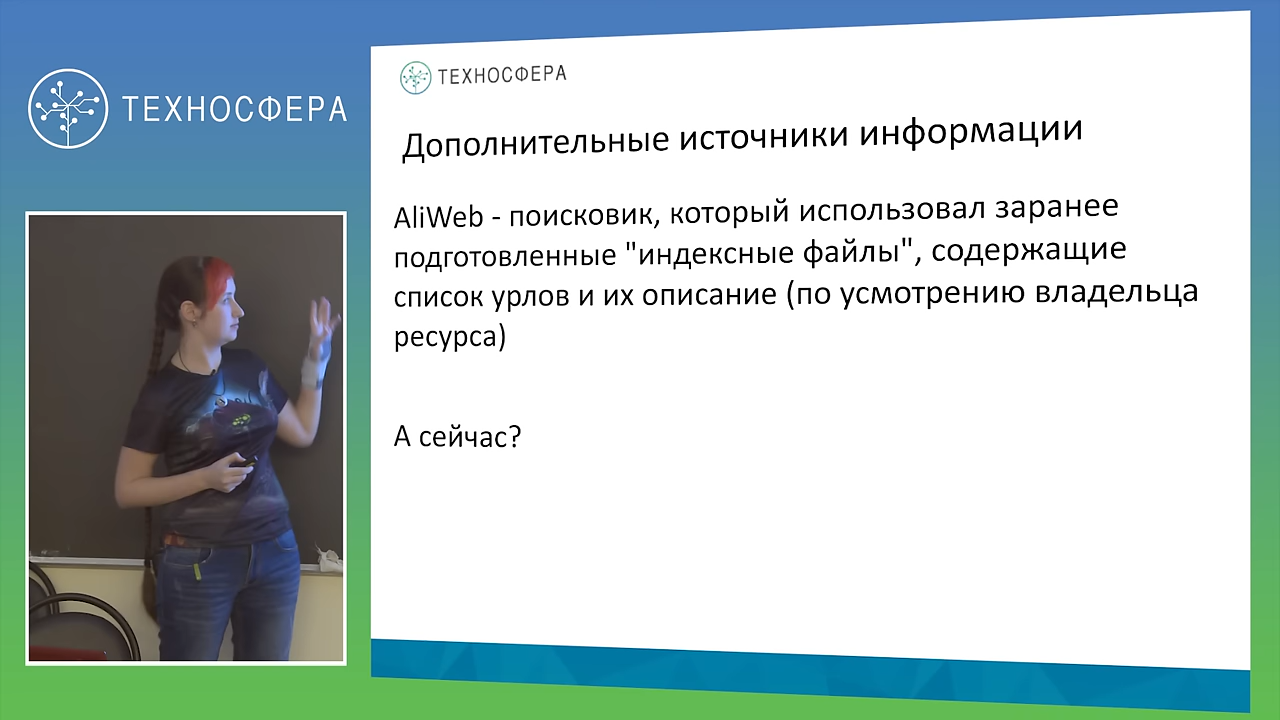 ТЕХНОСФЕРА
ТЕХНОСФЕРА
Дополнительные источники информации
AliWeb - поисковик, который использовал заранее
подготовленные "индексные файлы", содержащие
список урлов и их описание (по усмотрению владельца
ресурса)
А сейчас?